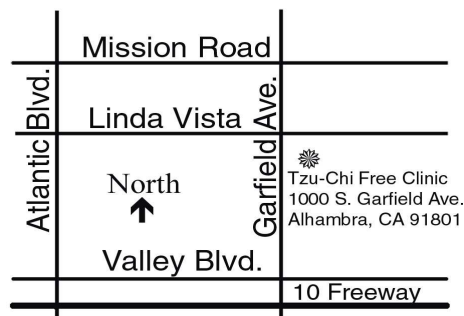 Mission Road
Atlantic Blvd.
Linda Vista
Garfield Ave.
North
Tzu-Chi Free Clinic
1000 S. Garfield Ave.
Alhambra, CA 91801
Valley Blvd.
10 Freeway